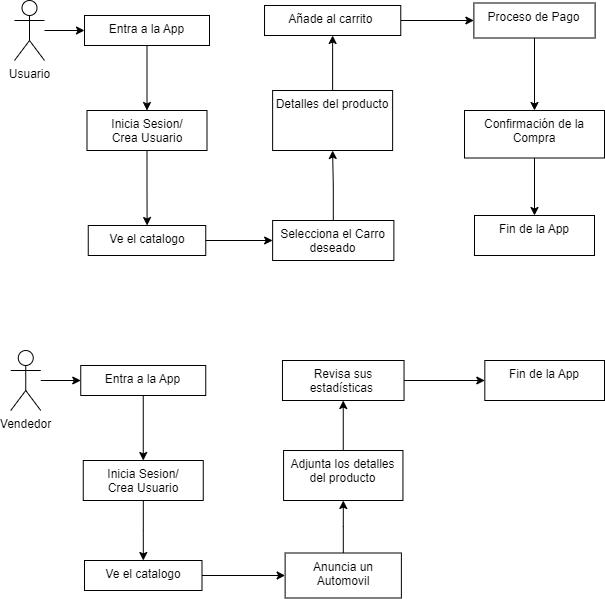 Usuario
Entra a la App
Inicia Sesion/
Crea Usuario
Ve el catalogo
Selecciona el Carro
deseado
Detalles del producto
Añade al carrito
Proceso de Pago
Confirmación de la
Compra
Fin de la App
Vendedor
Entra a la App
Inicia Sesion/
Crea Usuario
Ve el catalogo
Anuncia un
Automovil
Adjunta los detalles
del producto
Revisa sus
estadísticas
Fin de la App